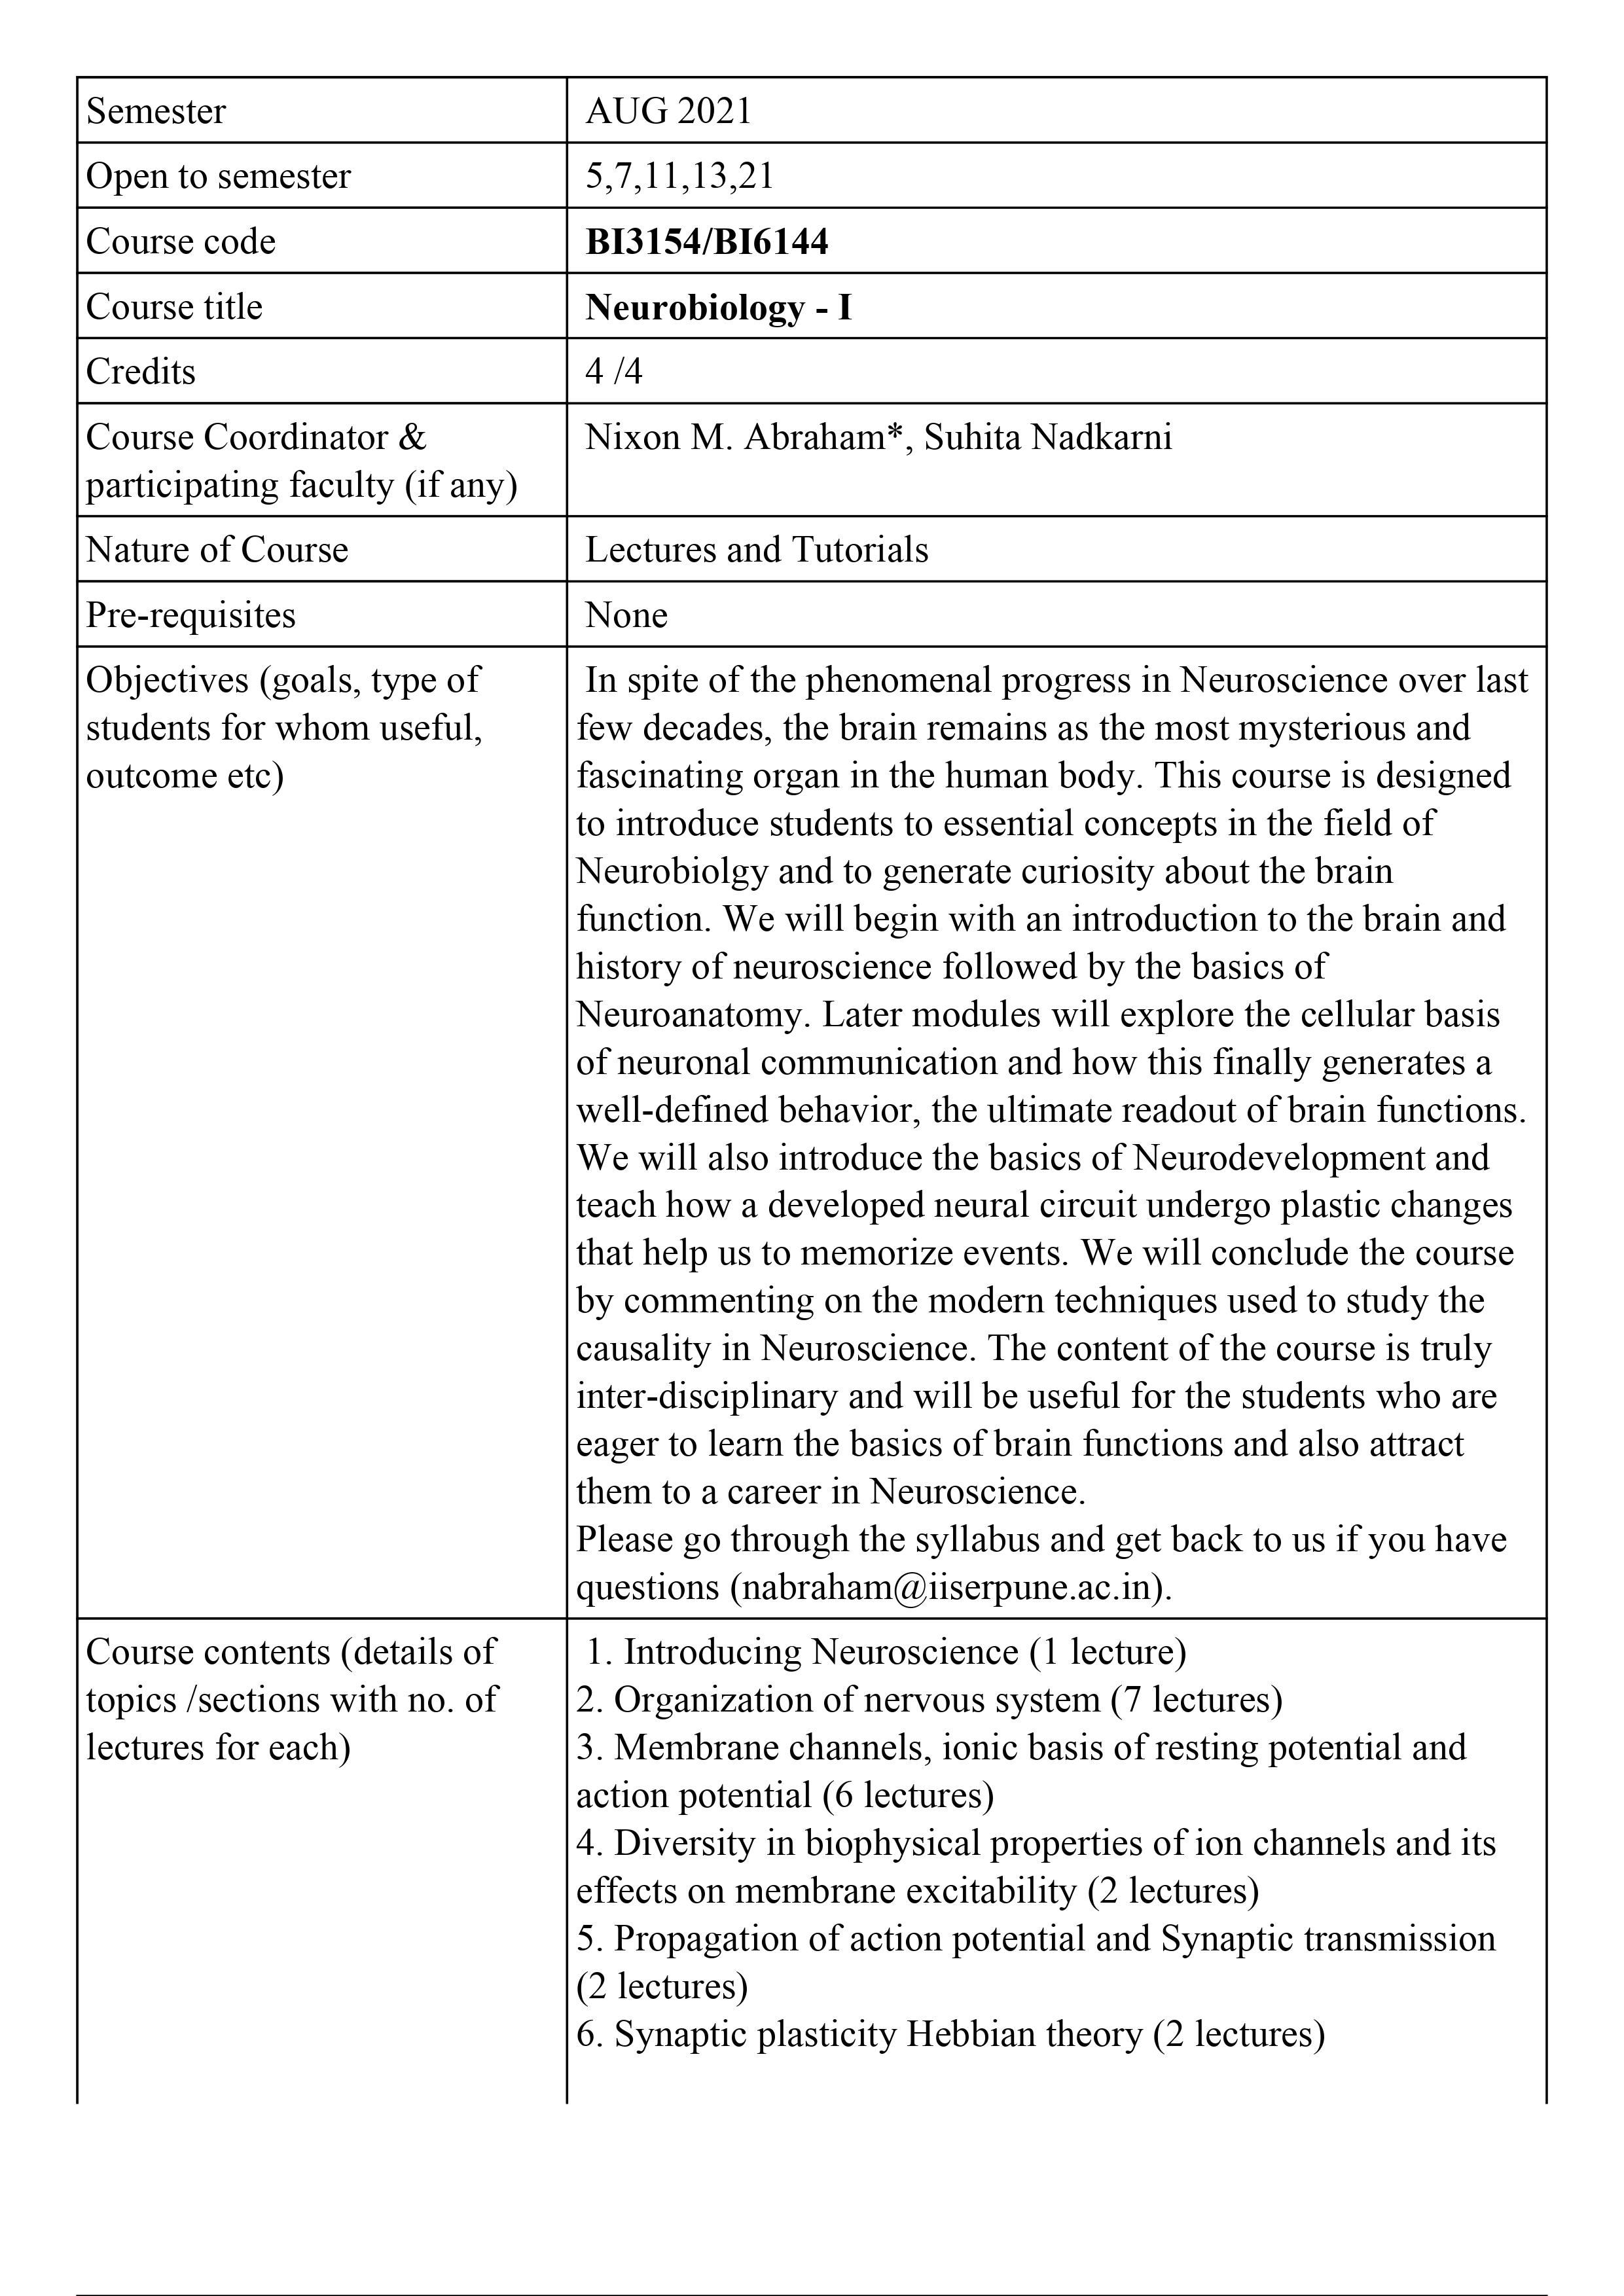 Semester
AUG 2021
Open to semester
5,7,11,13,21
Course code
BI3154/BI6144
Course title
Neurobiology - I
Credits
4 /4
Course Coordinator &
participating faculty (if any)
Nixon M. Abraham*, Suhita Nadkarni
Nature of Course
Lectures and Tutorials
Pre-requisites
None
Objectives (goals, type of
students for whom useful,
outcome etc)
In spite of the phenomenal progress in Neuroscience over last
few decades, the brain remains as the most mysterious and
fascinating organ in the human body. This course is designed
to introduce students to essential concepts in the field of
Neurobiolgy and to generate curiosity about the brain
function. We will begin with an introduction to the brain and
history of neuroscience followed by the basics of
Neuroanatomy. Later modules will explore the cellular basis
of neuronal communication and how this finally generates a
well-defined behavior, the ultimate readout of brain functions.
We will also introduce the basics of Neurodevelopment and
teach how a developed neural circuit undergo plastic changes
that help us to memorize events. We will conclude the course
by commenting on the modern techniques used to study the
causality in Neuroscience. The content of the course is truly
inter-disciplinary and will be useful for the students who are
eager to learn the basics of brain functions and also attract
them to a career in Neuroscience.
Please go through the syllabus and get back to us if you have
questions (nabraham@iiserpune.ac.in).
Course contents (details of
topics /sections with no. of
lectures for each)
1. Introducing Neuroscience (1 lecture)
2. Organization of nervous system (7 lectures)
3. Membrane channels, ionic basis of resting potential and
action potential (6 lectures)
4. Diversity in biophysical properties of ion channels and its
effects on membrane excitability (2 lectures)
5. Propagation of action potential and Synaptic transmission
(2 lectures)
6. Synaptic plasticity Hebbian theory (2 lectures)